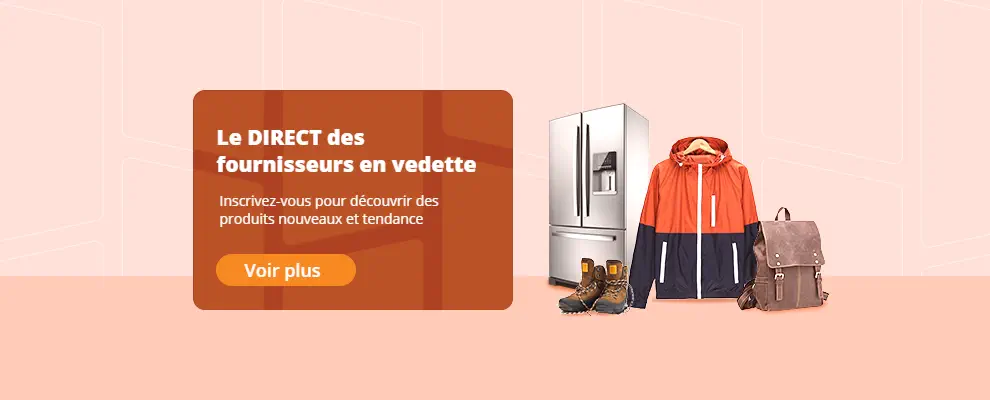 Le DIRECT des
fournisseurs en vedette
Inscrivez-vous pour découvrir des
produits nouveaux et tendance
Voir plus